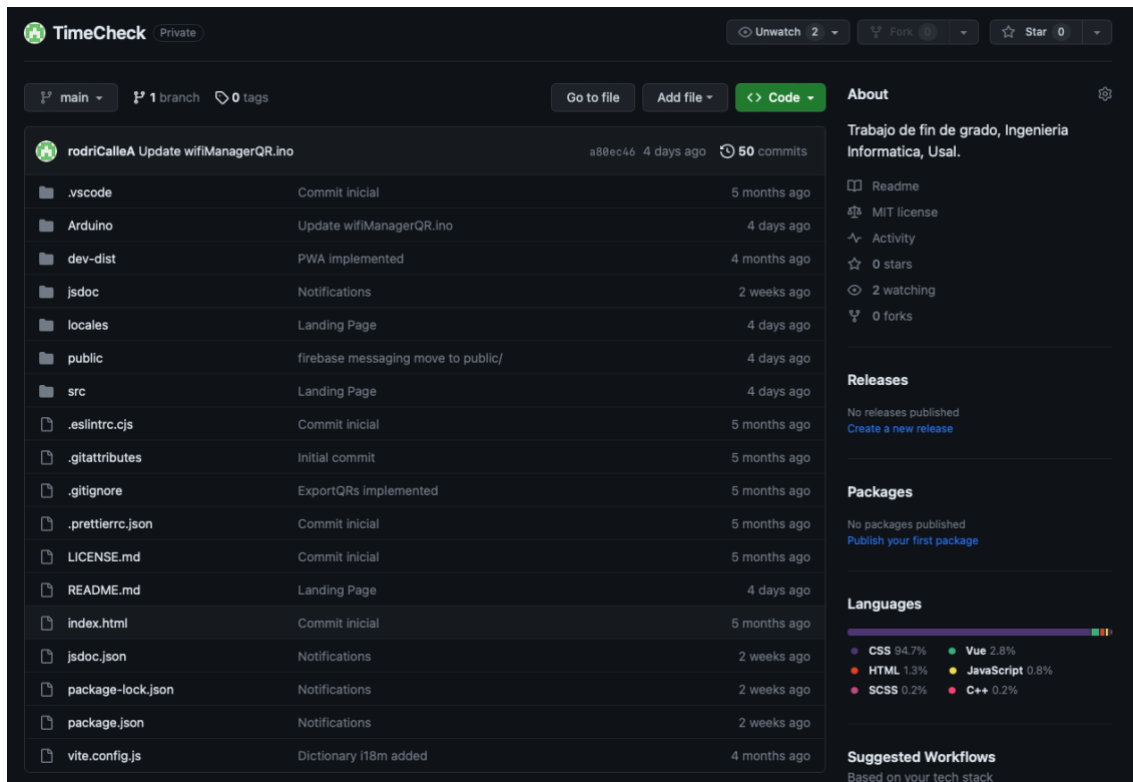 TimeCheck Private
Unwatch 2
Fork 0
Star 0
main 1 branch 0 tags
Go to file
Add file
<> Code
rodriCalleA Update wifiManagerQR.ino a80ec46 4 days ago 50 commits
.vscode Commit inicial 5 months ago
Arduino Update wifiManagerQR.ino 4 days ago
dev-dist PWA implemented 4 months ago
jsdoc Notifications 2 weeks ago
locales Landing Page 4 days ago
public firebase messaging move to public/ 4 days ago
src Landing Page 4 days ago
.eslintrc.cjs Commit inicial 5 months ago
.gitattributes Initial commit 5 months ago
.gitignore ExportQRs implemented 5 months ago
.prettierrc.json Commit inicial 5 months ago
LICENSE.md Commit inicial 5 months ago
README.md Landing Page 4 days ago
index.html Commit inicial 5 months ago
jsdoc.json Notifications 2 weeks ago
package-lock.json Notifications 2 weeks ago
package.json Notifications 2 weeks ago
vite.config.js Dictionary i18m added 4 months ago
About
Trabajo de fin de grado, Ingenieria
Informatica, Usal.
Readme
MIT license
Activity
0 stars
2 watching
0 forks
Releases
No releases published
Create a new release
Packages
No packages published
Publish your first package
Languages
CSS 94.7% Vue 2.8%
HTML 1.3% JavaScript 0.8%
SCSS 0.2% C++ 0.2%
Suggested Workflows
Based on your tech stack